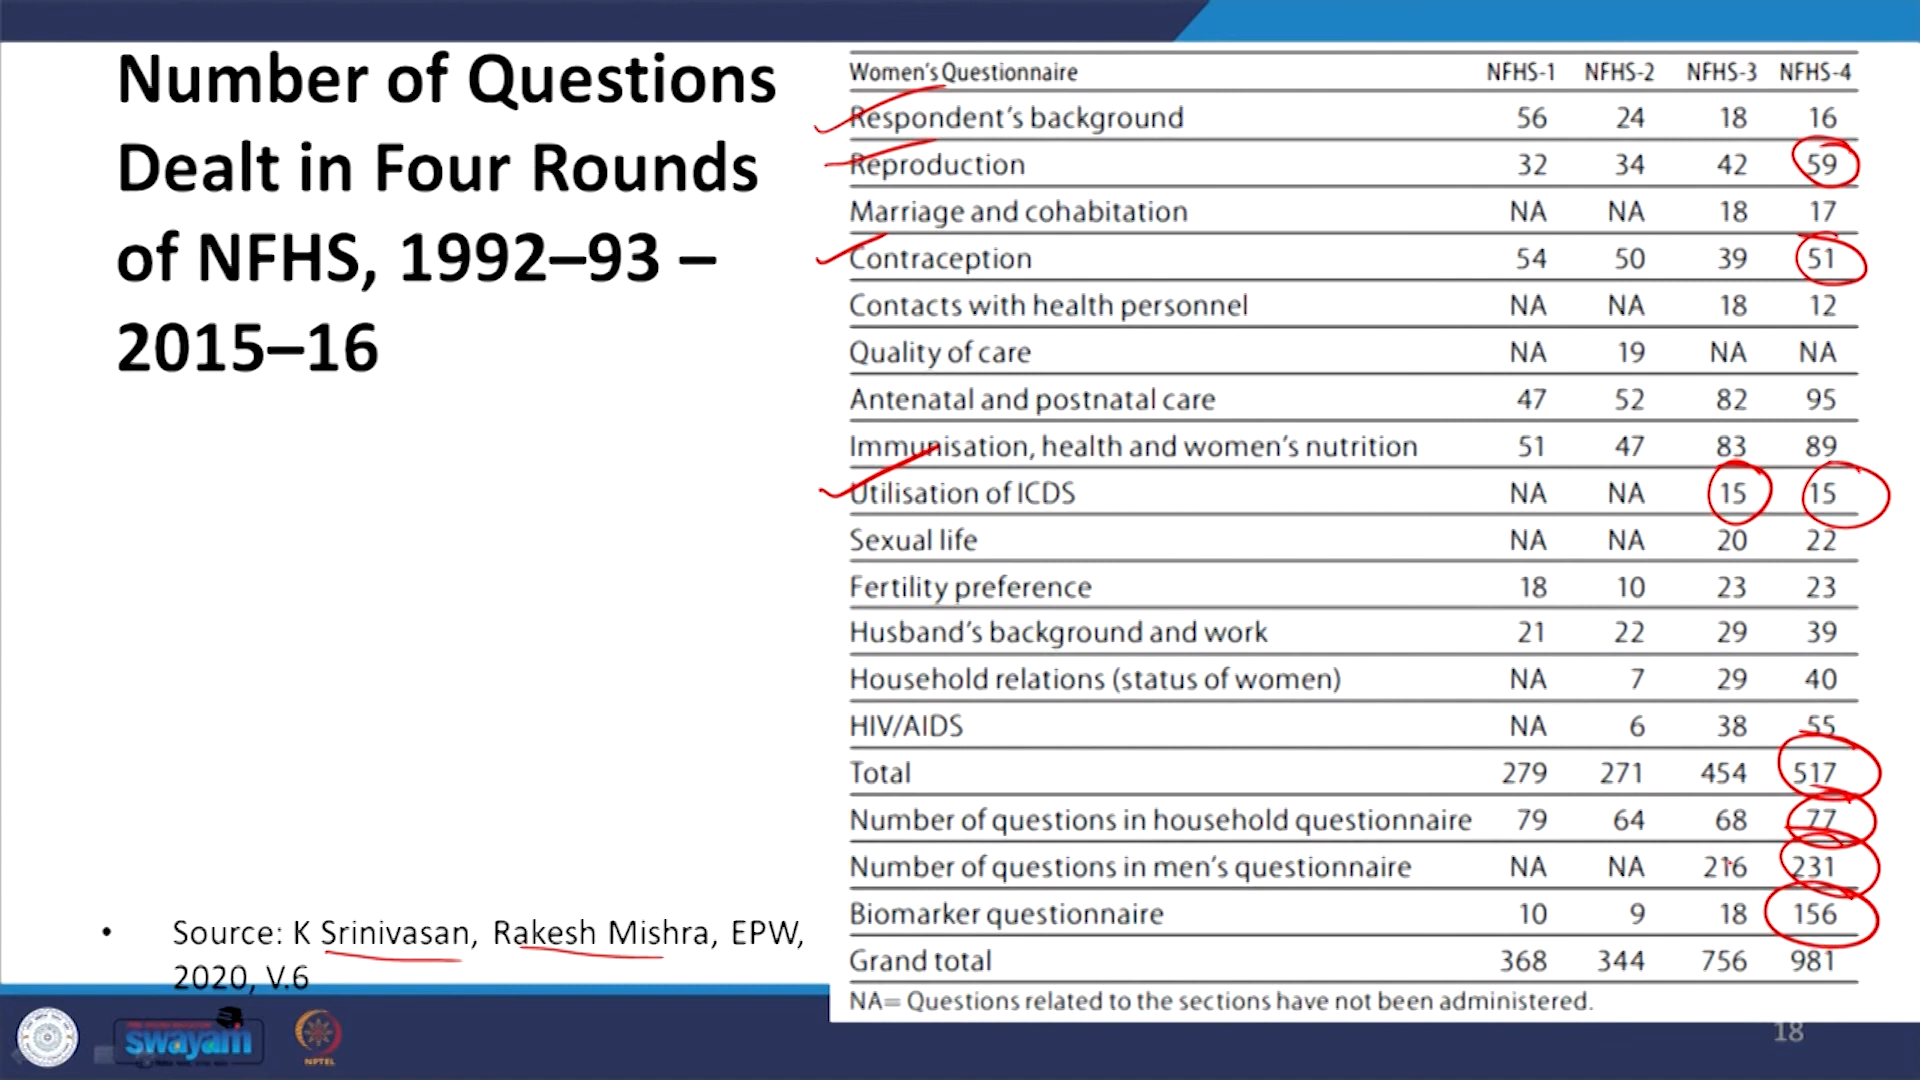 Number of Questions
Dealt in Four Rounds
of NFHS, 1992–93 –
2015–16
• Source: K Srinivasan, Rakesh Mishra, EPW,
2020, V.6
Women's Questionnaire NFHS-1 NFHS-2 NFHS-3 NFHS-4
Respondent's background 56 24 18 16
Reproduction 32 34 42 59
Marriage and cohabitation NA NA 18 17
Contraception 54 50 39 51
Contacts with health personnel NA NA 18 12
Quality of care NA 19 NA NA
Antenatal and postnatal care 47 52 82 95
Immunisation, health and women's nutrition 51 47 83 89
Utilisation of ICDS NA NA 15 15
Sexual life NA NA 20 22
Fertility preference 18 10 23 23
Husband's background and work 21 22 29 39
Household relations (status of women) NA 7 29 40
HIV/AIDS NA 6 38 55
Total 279 271 454 517
Number of questions in household questionnaire 79 64 68 77
Number of questions in men's questionnaire NA NA 216 231
Biomarker questionnaire 10 9 18 156
Grand total 368 344 756 981
NA= Questions related to the sections have not been administered.
swayam
NPTEL
18